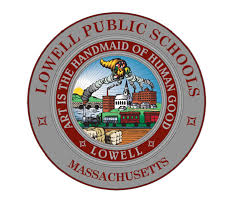 LOWELL PUBLIC SCHOOLS
ART IS THE HANDMAID OF HUMAN GOOD
LOWELL
MASSACHUSETTS